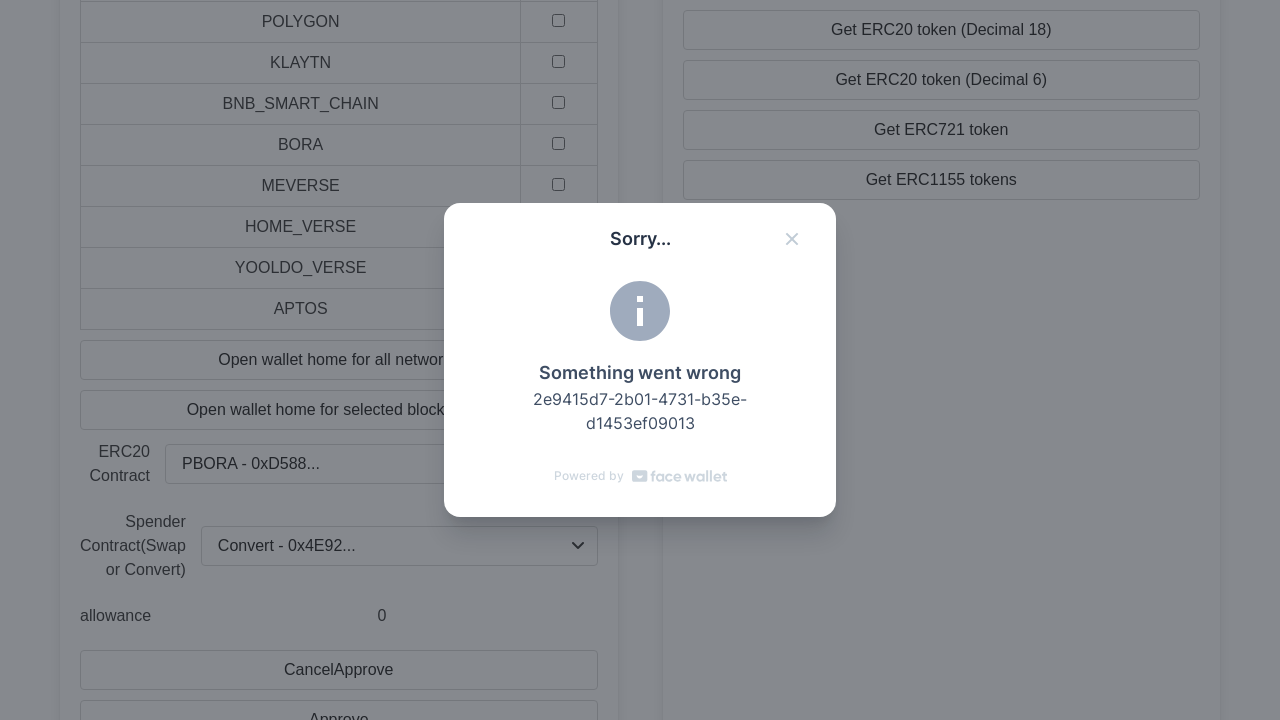 POLYGON
KLAYTN
BNB_SMART_CHAIN
BORA
MEVERSE
HOME_VERSE
YOOLDO_VERSE
APTOS
Open wallet home for all networ
Open wallet home for selected block
ERC20
Contract
PBORA - 0xD588...
Spender
Contract(Swap
or Convert)
Convert - 0x4E92...
allowance 0
CancelApprove
Approve
Get ERC20 token (Decimal 18)
Get ERC20 token (Decimal 6)
Get ERC721 token
Get ERC1155 tokens
Sorry...
Something went wrong
2e9415d7-2b01-4731-b35e-
d1453ef09013
Powered by face wallet